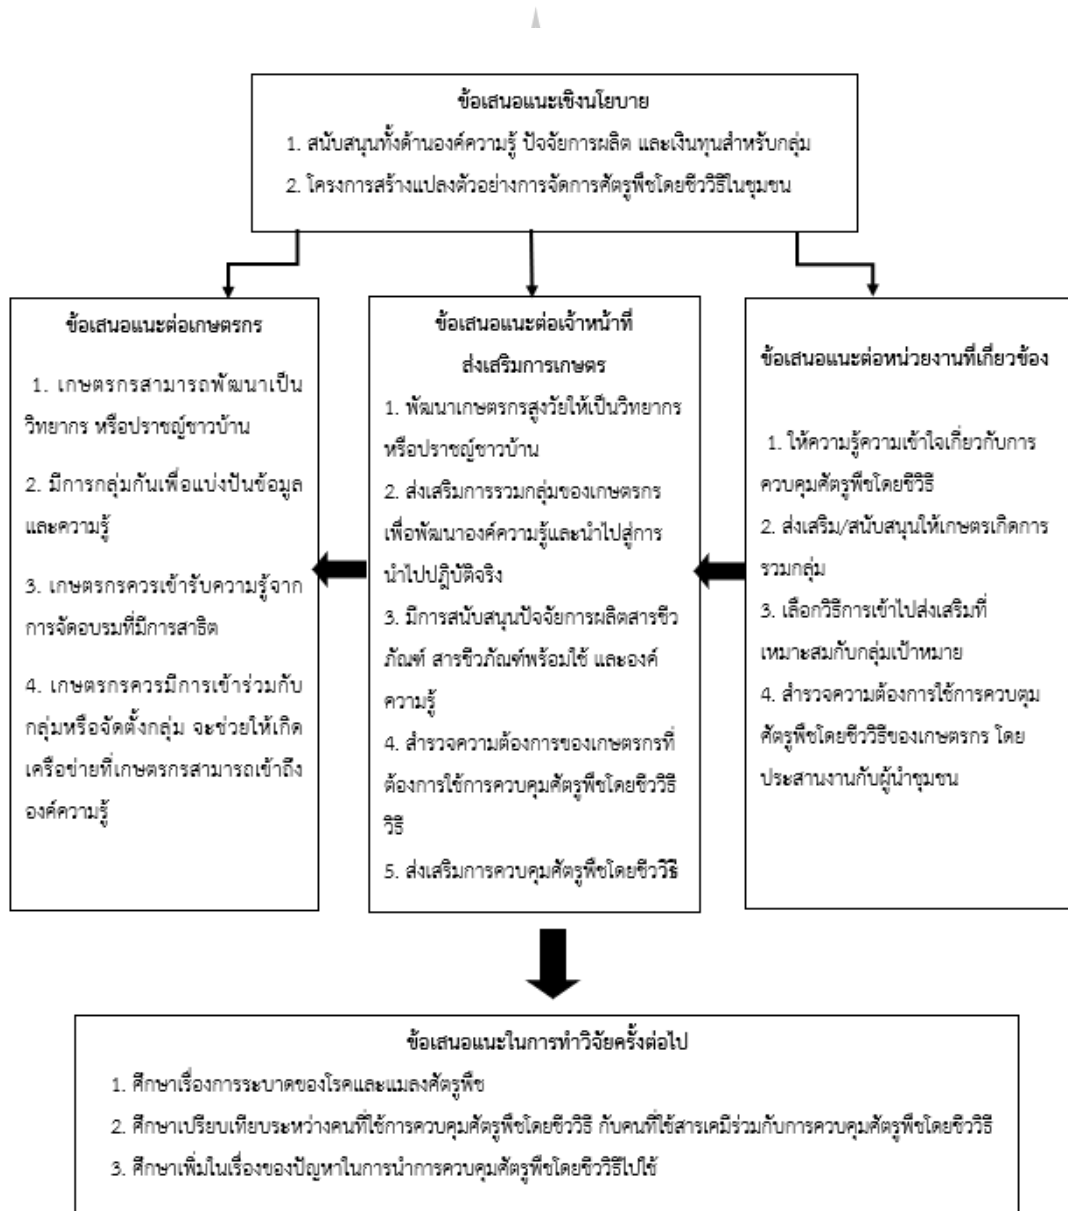 ข้อเสนอแนะเชิงนโยบาย
1. สนับสนุนทั้งด้านองค์ความรู้ ปัจจัยการผลิต และเงินทุนสำหรับกลุ่ม
2. โครงการสร้างแปลงตัวอย่างการจัดการศัตรูพืชโดยชีววิธีในชุมชน
ข้อเสนอแนะต่อเกษตรกร
1. เกษตรกรสามารถพัฒนาเป็น
วิทยากร หรือปราชญ์ชาวบ้าน
2. มีการกลุ่มกันเพื่อแบ่งปันข้อมูล
และความรู้
3. เกษตรกรควรเข้ารับความรู้จาก
การจัดอบรมที่มีการสาธิต
4. เกษตรกรควรมีการเข้าร่วมกับ
กลุ่มหรือจัดตั้งกลุ่ม จะช่วยให้เกิด
เครือข่ายที่เกษตรกรสามารถเข้าถึง
องค์ความรู้
ข้อเสนอแนะต่อเจ้าหน้าที่
ส่งเสริมการเกษตร
1. พัฒนาเกษตรกรสูงวัยให้เป็นวิทยากร
หรือปราชญ์ชาวบ้าน
2. ส่งเสริมการรวมกลุ่มของเกษตรกร
เพื่อพัฒนาองค์ความรู้และนำไปสู่การ
นำไปปฏิบัติจริง
3. มีการสนับสนุนปัจจัยการผลิตสารชีว
ภัณฑ์ สารชีวภัณฑ์พร้อมใช้ และองค์
ความรู้
4. สำรวจความต้องการของเกษตรกรที่
ต้องการใช้การควบคุมศัตรูพืชโดยชีววิธี
วิธี
5. ส่งเสริมการควบคุมศัตรูพืชโดยชีววิธี
ข้อเสนอแนะต่อหน่วยงานที่เกี่ยวข้อง
1. ให้ความรู้ความเข้าใจเกี่ยวกับการ
ควบคุมศัตรูพืชโดยชีวิธี
2. ส่งเสริม/สนับสนุนให้เกษตรเกิดการ
รวมกลุ่ม
3. เลือกวิธีการเข้าไปส่งเสริมที่
เหมาะสมกับกลุ่มเป้าหมาย
4. สำรวจความต้องการใช้การควบตุม
ศัตรูพืชโดยชีววิธีของเกษตรกร โดย
ประสานงานกับผู้นำชุมชน
ข้อเสนอแนะในการทำวิจัยครั้งต่อไป
1. ศึกษาเรื่องการระบาดของโรคและแมลงศัตรูพืช
2. ศึกษาเปรียบเทียบระหว่างคนที่ใช้การควบคุมศัตรูพืชโดยชีววิธี กับคนที่ใช้สารเคมีร่วมกับการควบคุมศัตรูพืชโดยชีววิธี
3. ศึกษาเพิ่มในเรื่องของปัญหาในการนำการควบคุมศัตรูพืชโดยชีววิธีไปใช้